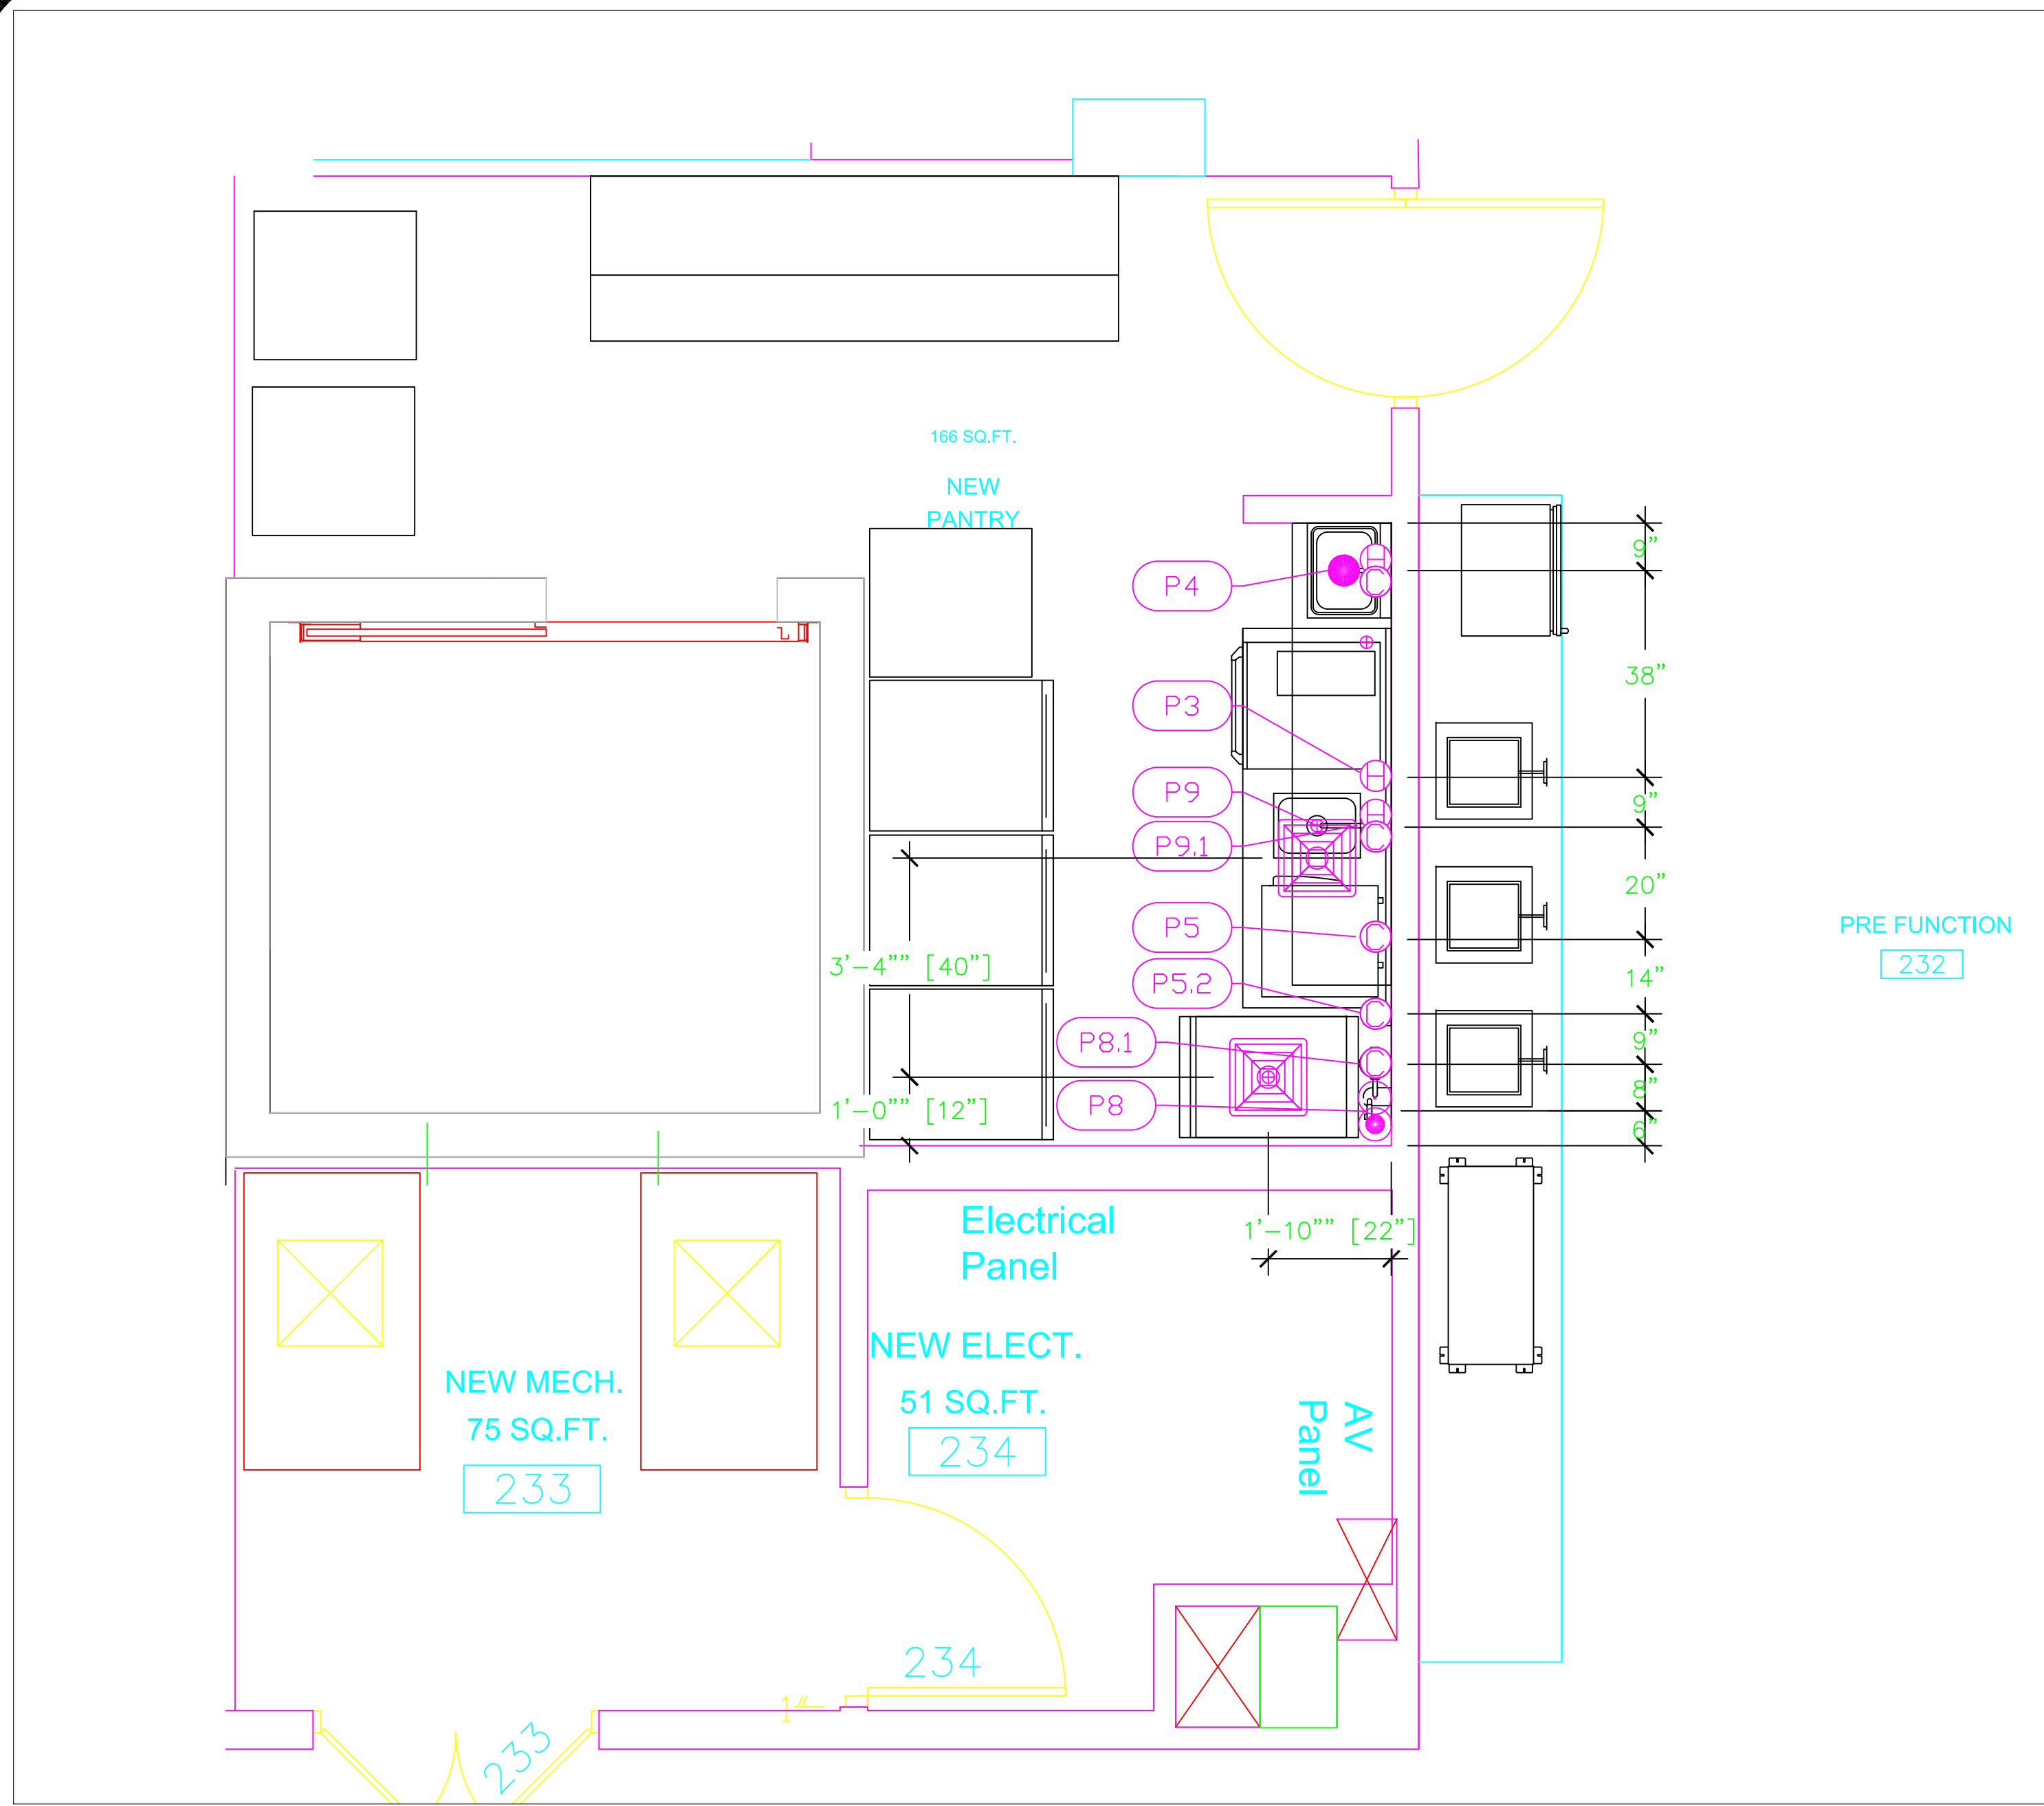 166 SQ.FT.
NEW
PANTRY
9"
P4
38"
P3
P9
9"
P9.1
20"
P5
PRE FUNCTION
232
3'-4"" [40"]
P5.2
14"
P8.1
9"
1'-0"" [12"]
P8
8"
6"
Electrical
Panel
1'-10"" [22"]
NEW ELECT.
51 SQ.FT.
234
NEW MECH.
75 SQ.FT.
233
AV
Panel
234
1"
233